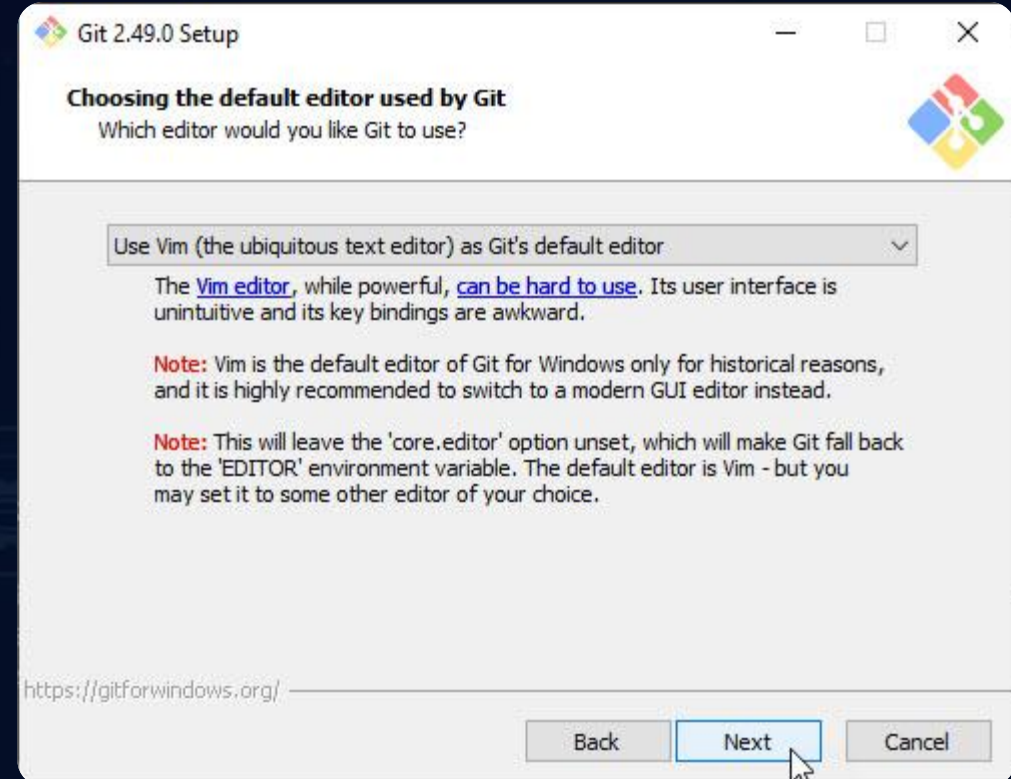 Git 2.49.0 Setup
Choosing the default editor used by Git
Which editor would you like Git to use?
Use Vim (the ubiquitous text editor) as Git's default editor
The Vim editor, while powerful, can be hard to use. Its user interface is
unintuitive and its key bindings are awkward.
Note: Vim is the default editor of Git for Windows only for historical reasons,
and it is highly recommended to switch to a modern GUI editor instead.
Note: This will leave the 'core.editor' option unset, which will make Git fall back
to the 'EDITOR' environment variable. The default editor is Vim - but you
may set it to some other editor of your choice.
https://gitforwindows.org/
Back Next Cancel